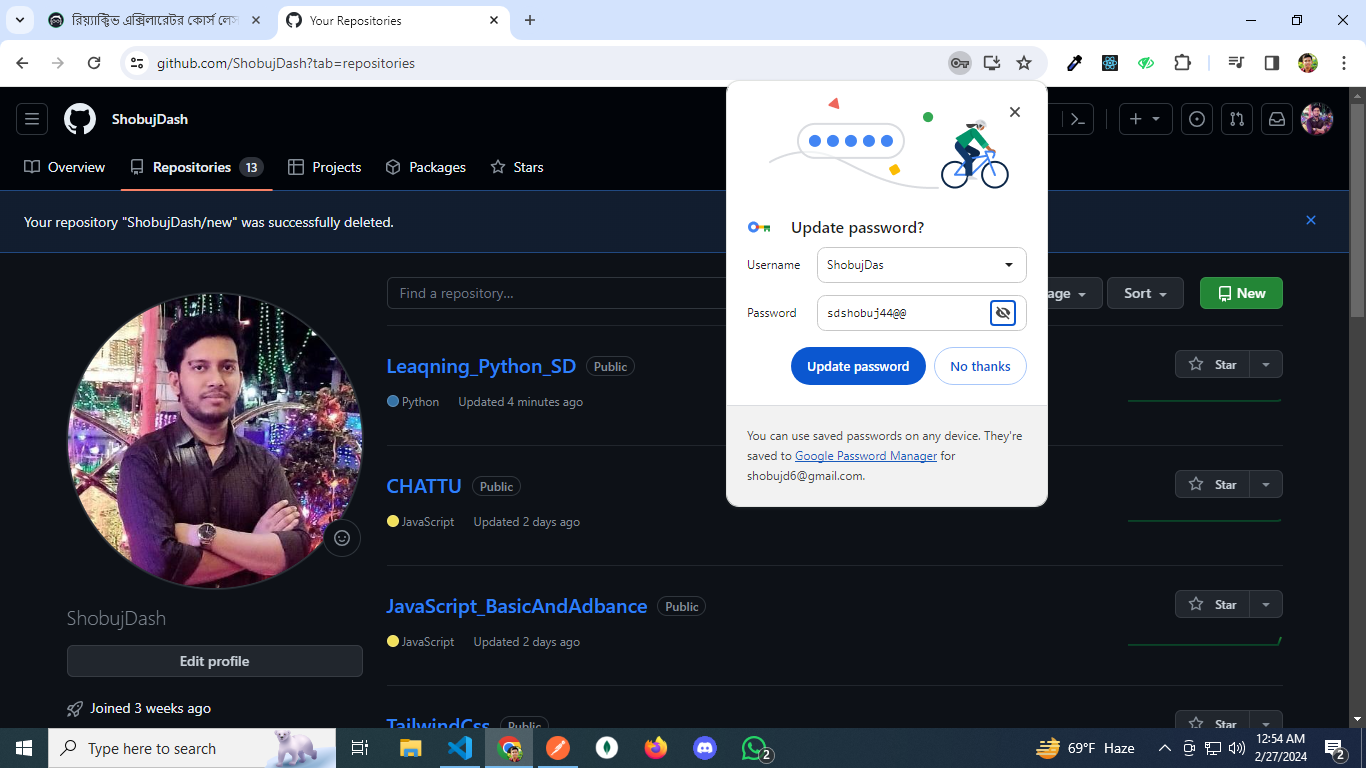 রিয়্যাক্টিভ এক্সিলারেটর কোর্স লেস
Your Repositories
github.com/ShobujDash?tab=repositories
ShobujDash
Overview
Repositories 13
Projects
Packages
Stars
Your repository "ShobujDash/new" was successfully deleted.
Update password?
Username ShobujDas
Password sdshobuj44@@
Update password No thanks
You can use saved passwords on any device. They're
saved to Google Password Manager for
shobujd6@gmail.com.
Find a repository...
Sort
New
Leaqning_Python_SD Public
Star
Python Updated 4 minutes ago
CHATTU Public
Star
JavaScript Updated 2 days ago
JavaScript_BasicAndAdbance Public
Star
JavaScript Updated 2 days ago
TailwindCss Public
Star
ShobujDash
Edit profile
Joined 3 weeks ago
Type here to search
2
69°F Haze
12:54 AM
2/27/2024
2